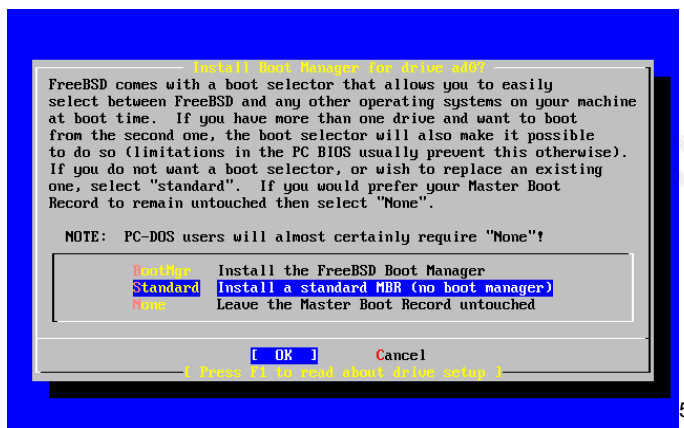 Install Boot Manager for drive ad0?
FreeBSD comes with a boot selector that allows you to easily
select between FreeBSD and any other operating systems on your machine
at boot time.  If you have more than one drive and want to boot
from the second one, the boot selector will also make it possible
to do so (limitations in the PC BIOS usually prevent this otherwise).
If you do not want a boot selector, or wish to replace an existing
one, select "standard".  If you would prefer your Master Boot
Record to remain untouched then select "None".
NOTE:  PC-DOS users will almost certainly require "None"!
BootMgr   Install the FreeBSD Boot Manager
Standard  Install a standard MBR (no boot manager)
None      Leave the Master Boot Record untouched
[  OK  ]       Cancel
[ Press F1 to read about drive setup ]
5